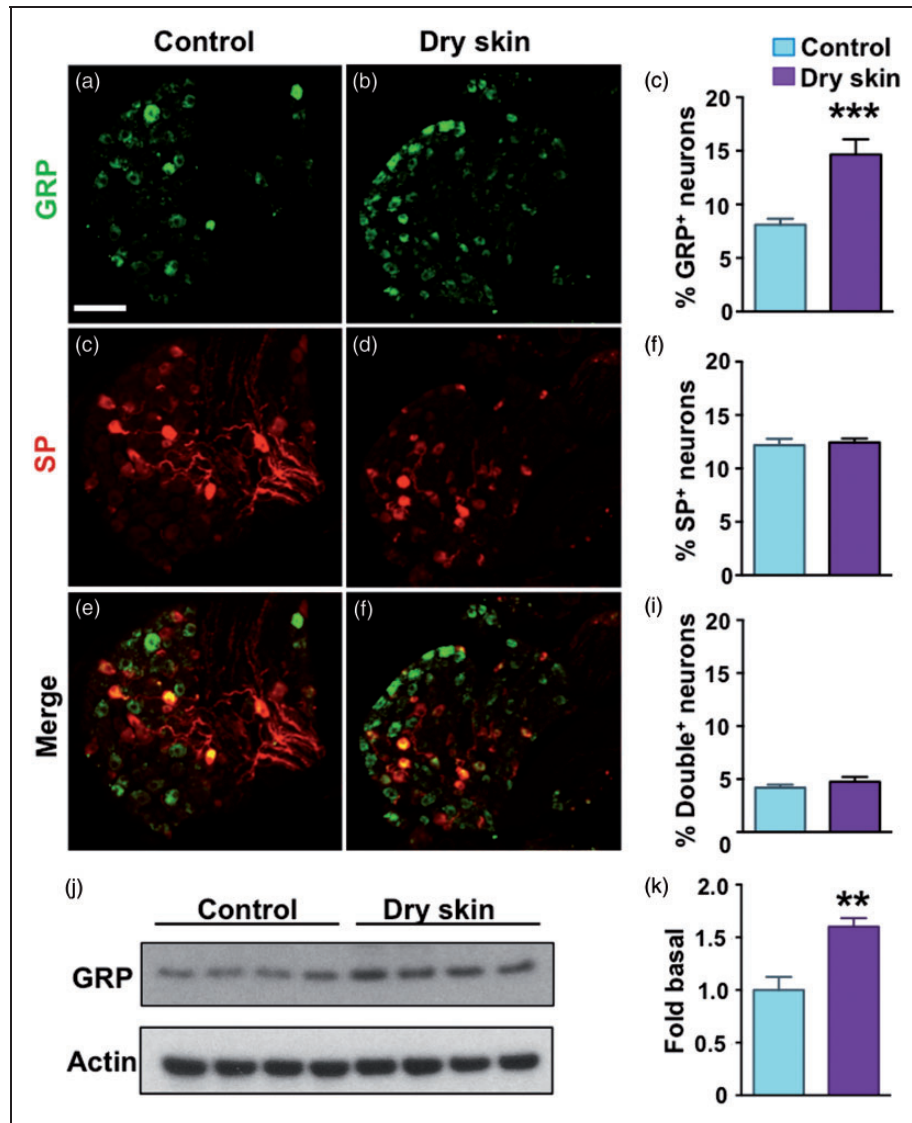 Control
Dry skin
Control
Dry skin
(a)
(b)
(c)
GRP
% GRP+ neurons
20
15
10
5
0
***
(c)
(d)
(f)
SP
% SP+ neurons
20
15
10
5
0
(e)
(f)
(i)
Merge
% Double+ neurons
20
15
10
5
0
(j)
Control
Dry skin
GRP
Actin
(k)
Fold basal
2.0
1.5
1.0
0.5
0
**